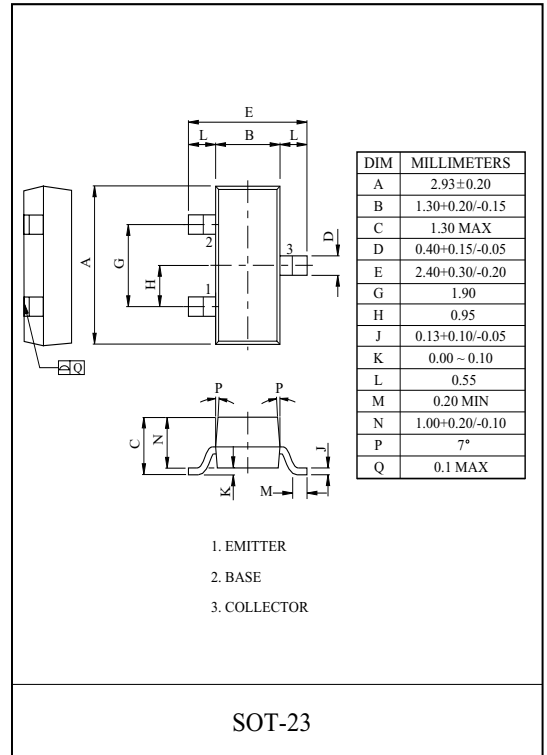 E
L B L
A
G
H
2
1
3
D
D Q
P P
C
N
K
M
J
DIM MILLIMETERS
A 2.93±0.20
B 1.30+0.20/-0.15
C 1.30 MAX
D 0.40+0.15/-0.05
E 2.40+0.30/-0.20
G 1.90
H 0.95
J 0.13+0.10/-0.05
K 0.00 ~ 0.10
L 0.55
M 0.20 MIN
N 1.00+0.20/-0.10
P 7°
Q 0.1 MAX
1. EMITTER
2. BASE
3. COLLECTOR
SOT-23